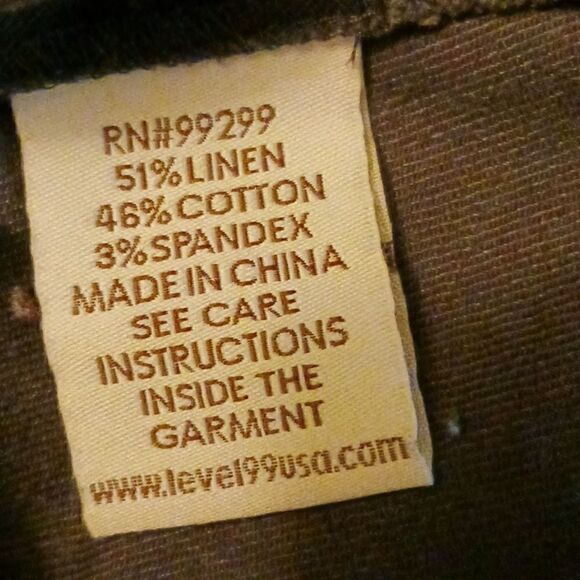 RN#99299
51% LINEN
46% COTTON
3% SPANDEX
MADE IN CHINA
SEE CARE
INSTRUCTIONS
INSIDE THE
GARMENT
www.level99usa.com